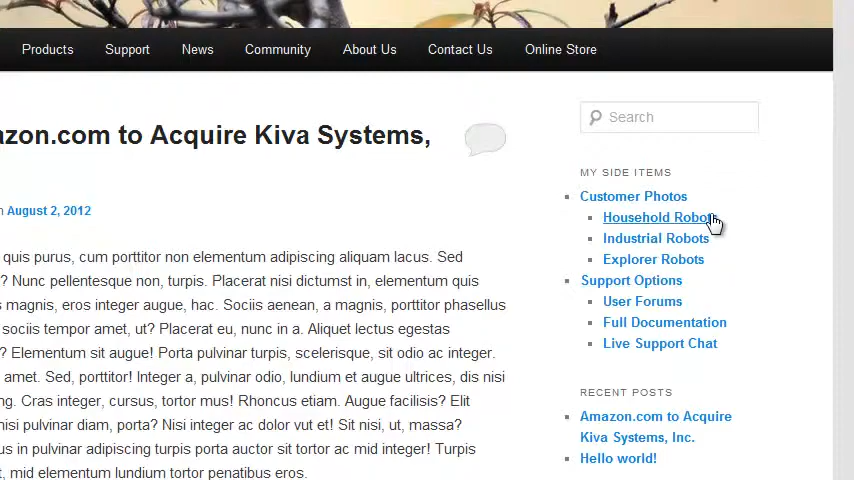 Products Support News Community About Us Contact Us Online Store
azon.com to Acquire Kiva Systems,
n August 2, 2012
quis purus, cum porttitor non elementum adipiscing aliquam lacus. Sed
? Nunc pellentesque non, turpis. Placerat nisi dictumst in, elementum quis
s magnis, eros integer augue, hac. Sociis aenean, a magnis, porttitor phasellus
sociis tempor amet, ut? Placerat eu, nunc in a. Aliquet lectus egestas
? Elementum sit augue! Porta pulvinar turpis, scelerisque, sit odio ac integer.
amet. Sed, porttitor! Integer a, pulvinar odio, lundium et augue ultrices, dis nisi
ng. Cras integer, cursus, tortor mus! Rhoncus etiam. Augue facilisis? Elit
nisi pulvinar diam, porta? Nisi integer ac dolor vut et! Sit nisi, ut, massa?
us in pulvinar adipiscing turpis porta auctor sit tortor ac mid integer! Turpis
t, mid elementum lundium tortor penatibus eros.
Search
MY SIDE ITEMS
Customer Photos
Household Robots
Industrial Robots
Explorer Robots
Support Options
User Forums
Full Documentation
Live Support Chat
RECENT POSTS
Amazon.com to Acquire
Kiva Systems, Inc.
Hello world!